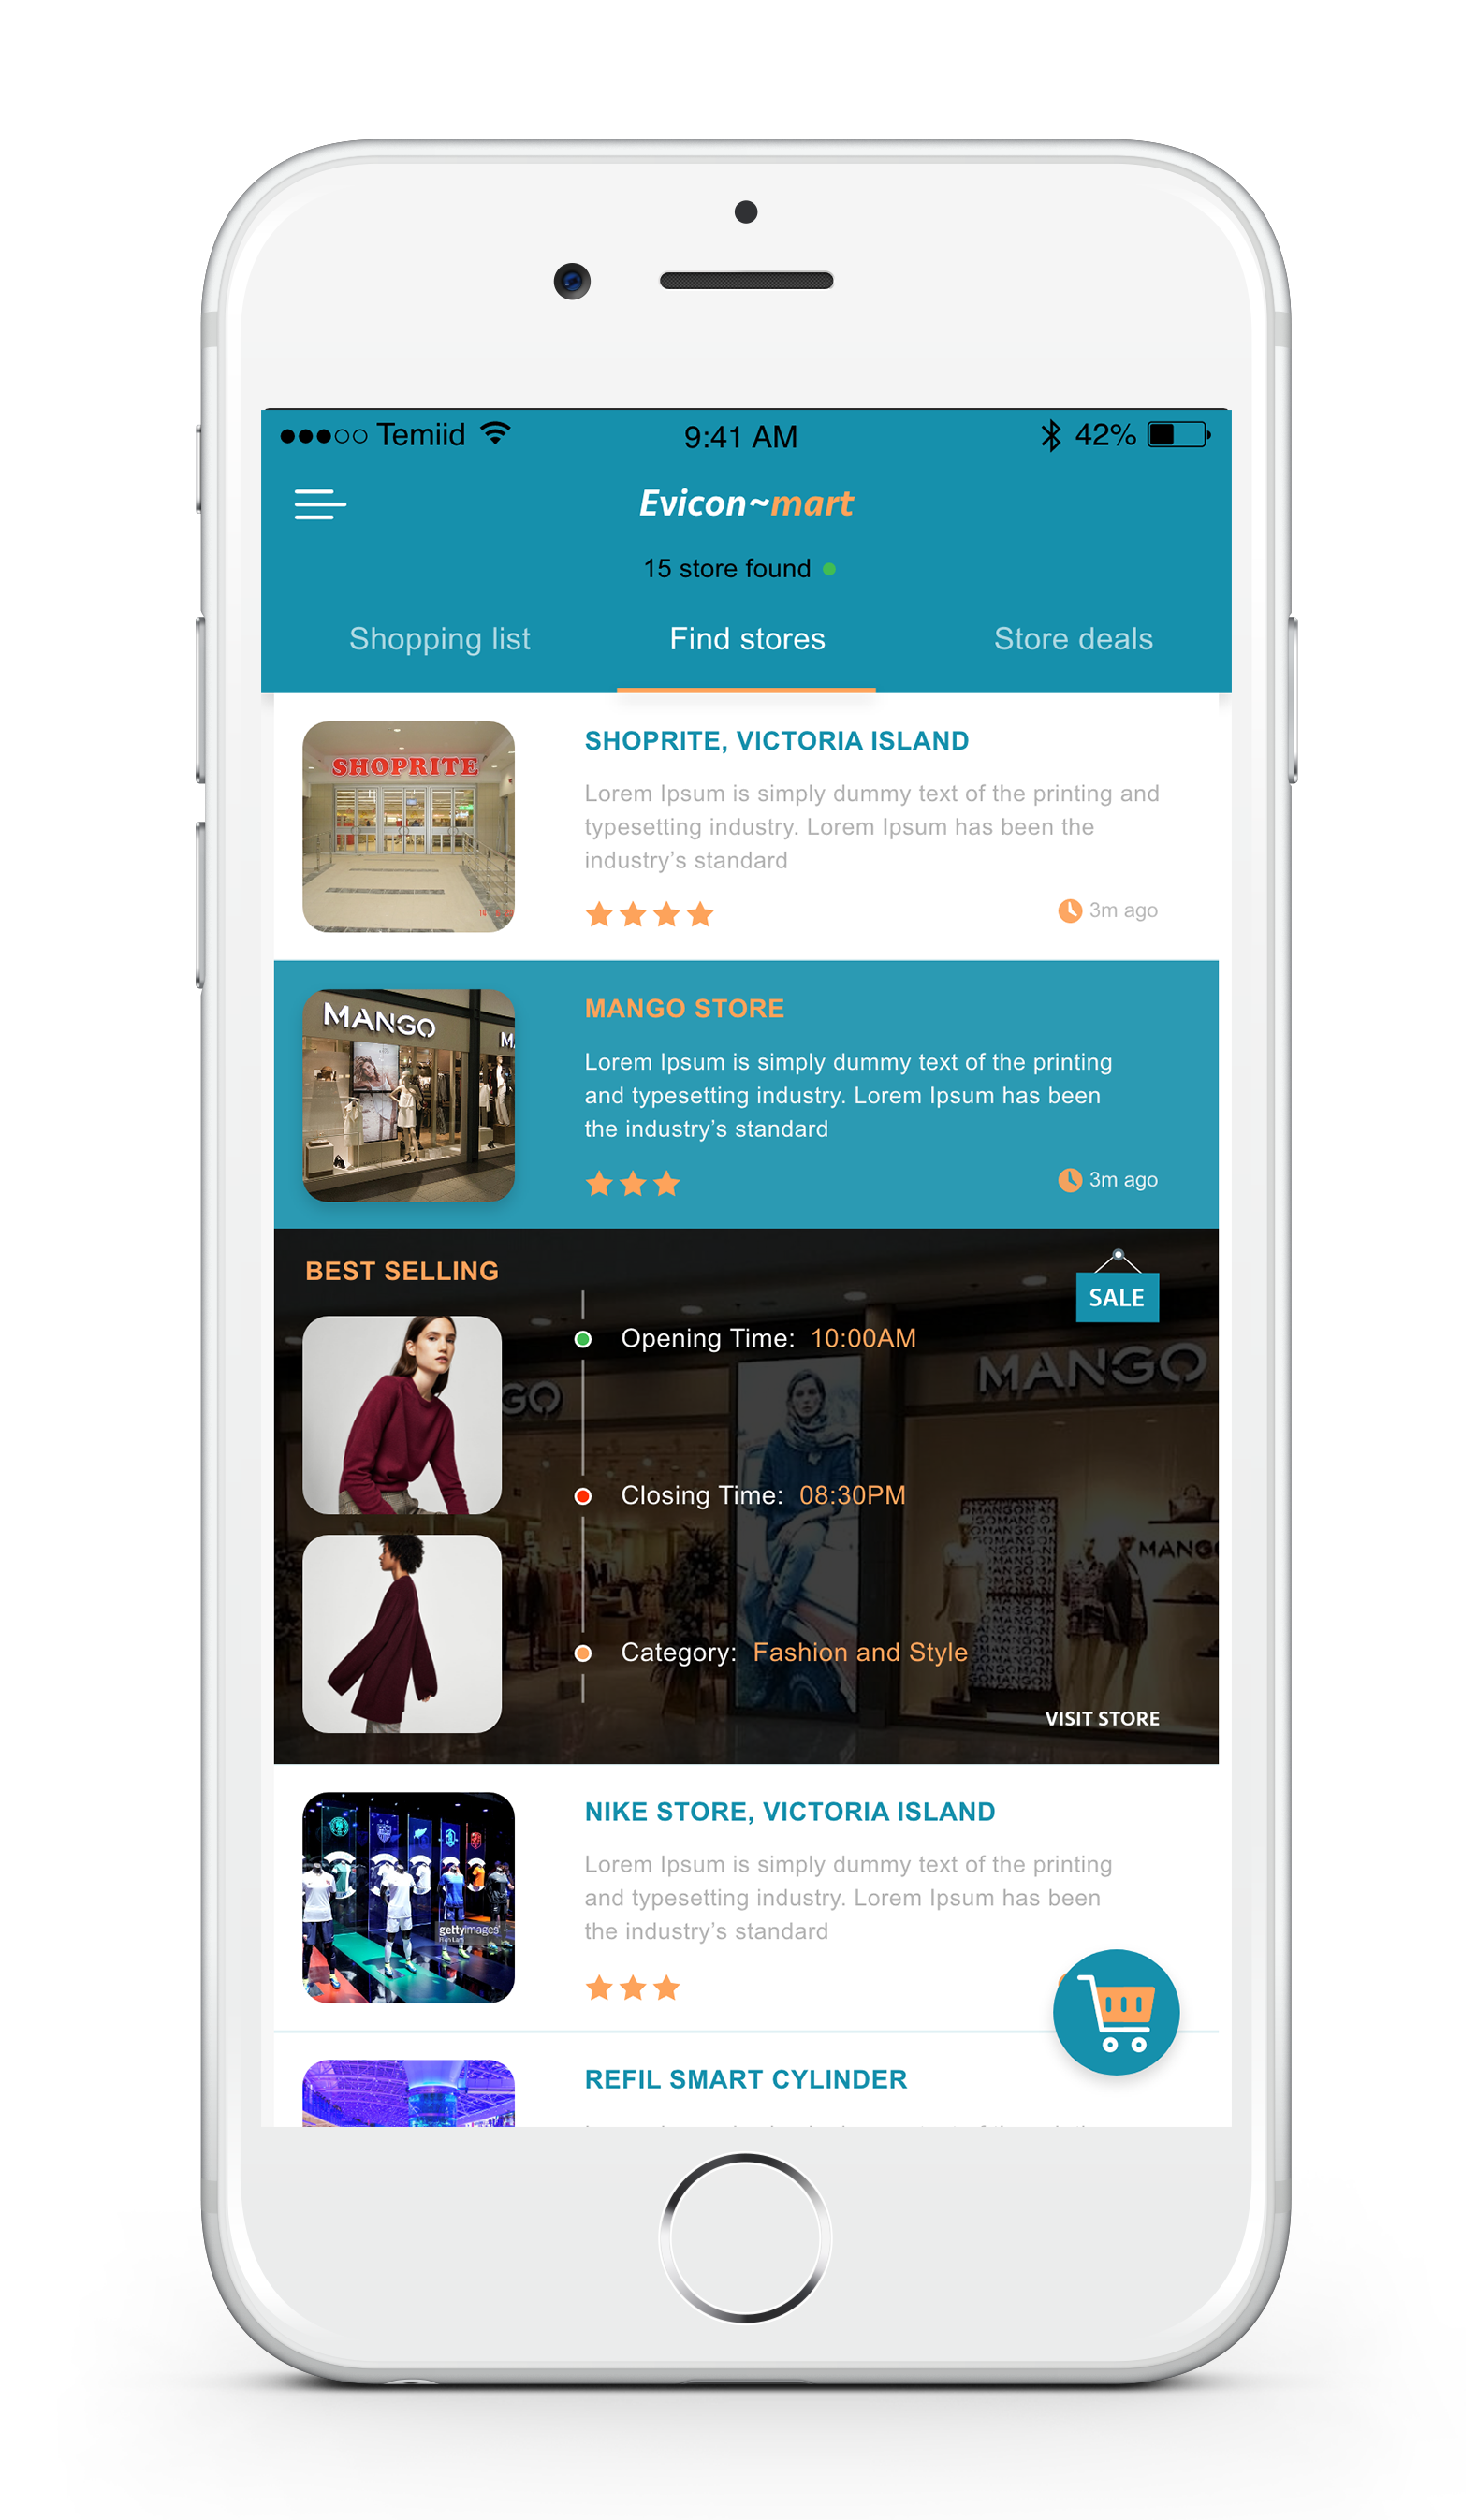 Temiid 9:41 AM 42%
Evicon~mart
15 store found
Shopping list Find stores Store deals
SHOPRITE
SHOPRITE, VICTORIA ISLAND
Lorem Ipsum is simply dummy text of the printing and
typesetting industry. Lorem Ipsum has been the
industry’s standard
3m ago
MANGO
MANGO STORE
Lorem Ipsum is simply dummy text of the printing
and typesetting industry. Lorem Ipsum has been
the industry’s standard
3m ago
BEST SELLING
SALE
Opening Time: 10:00AM
MANGO
GO
Closing Time: 08:30PM
MANGO
Category: Fashion and Style
VISIT STORE
NIKE STORE, VICTORIA ISLAND
Lorem Ipsum is simply dummy text of the printing
and typesetting industry. Lorem Ipsum has been
the industry’s standard
gettyimages
REFIL SMART CYLINDER